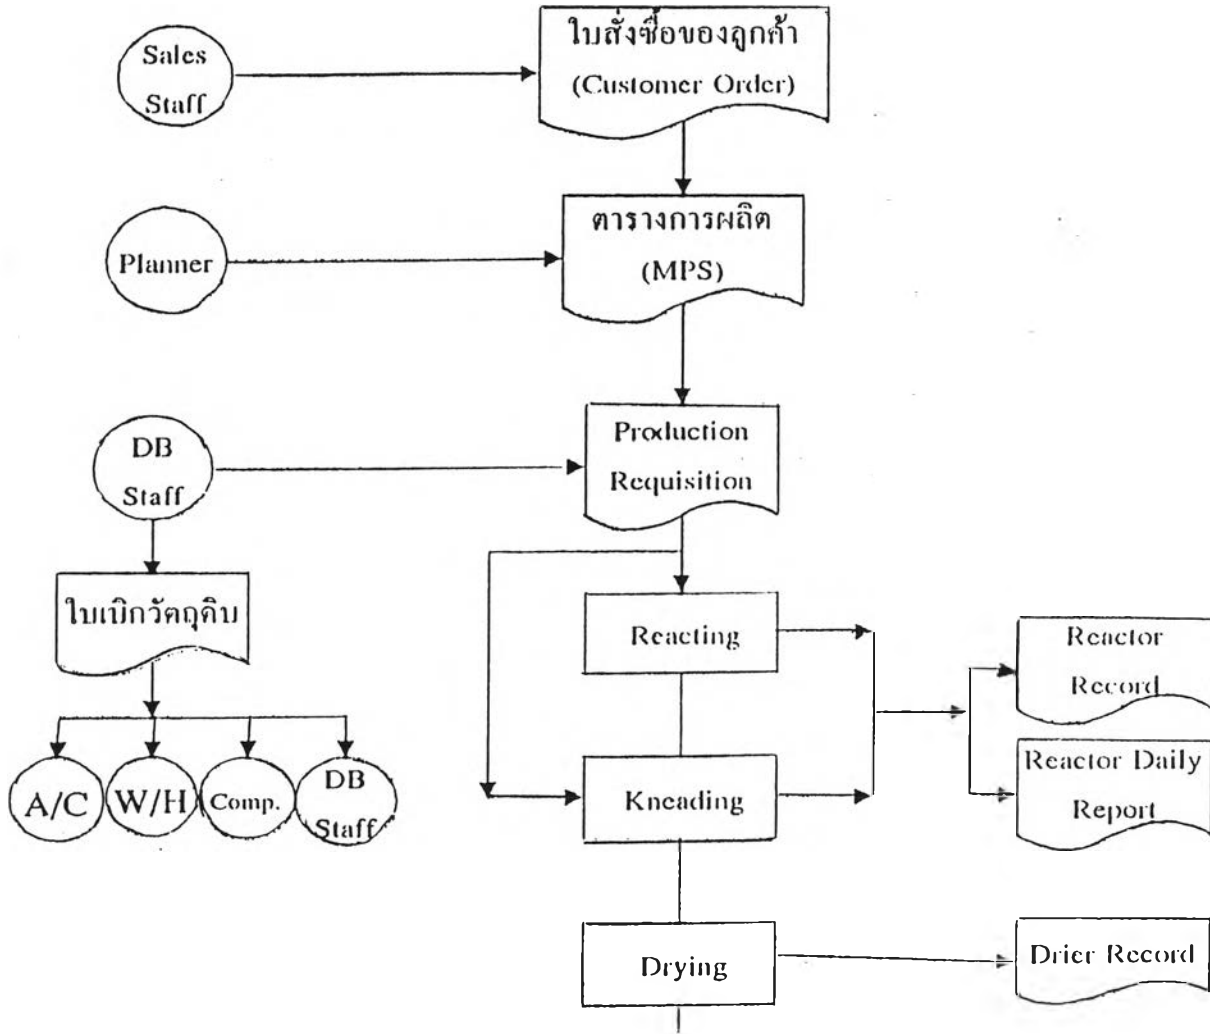 Sales
Staff
ใบสั่งซื้อของลูกค้า
(Customer Order)
Planner
ตารางการผลิต
(MPS)
DB
Staff
Production
Requisition
ใบเบิกวัตถุดิบ
Reacting
Reactor
Record
A/C
W/H
Comp.
DB
Staff
Kneading
Reactor Daily
Report
Drying
Drier Record